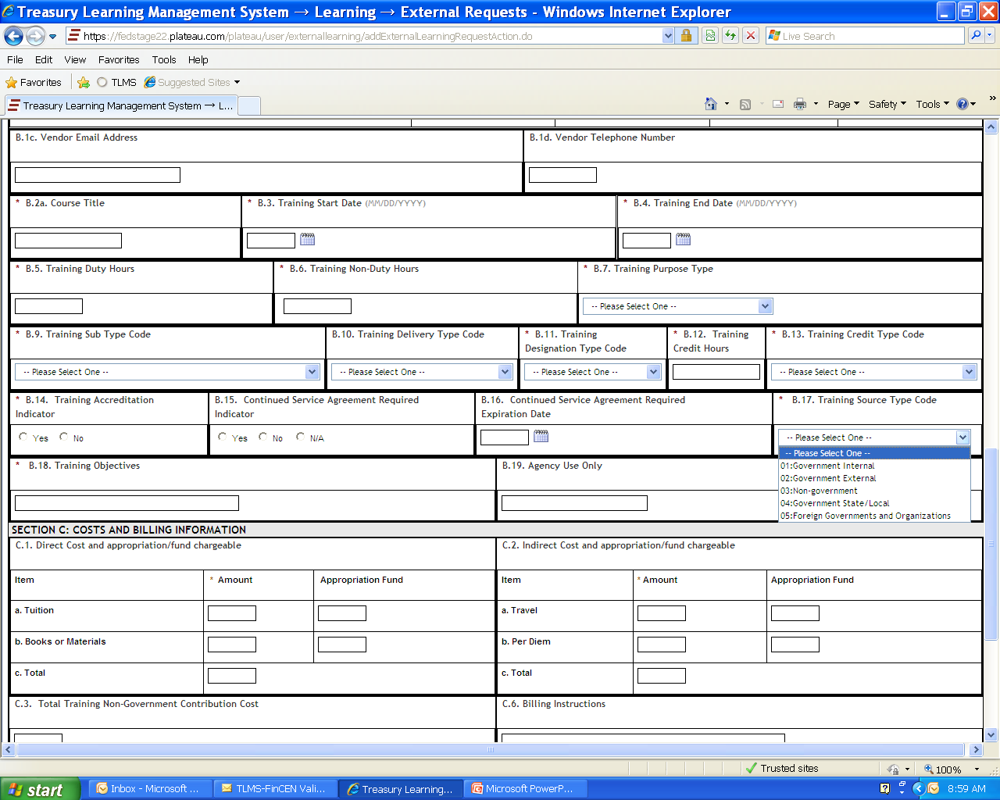 Treasury Learning Management System → Learning → External Requests - Windows Internet Explorer
https://fedstage22.plateau.com/plateau/user/externallearning/addExternalLearningRequestAction.do
Live Search
File Edit View Favorites Tools Help
Favorites TLMS Suggested Sites
Treasury Learning Management System → L...
Page Safety Tools »
B.1c. Vendor Email Address B.1d. Vendor Telephone Number
* B.2a. Course Title * B.3. Training Start Date (MM/DD/YYYY) * B.4. Training End Date (MM/DD/YYYY)
* B.5. Training Duty Hours * B.6. Training Non-Duty Hours * B.7. Training Purpose Type
-- Please Select One --
* B.9. Training Sub Type Code B.10. Training Delivery Type Code * B.11. Training * B.12. Training * B.13. Training Credit Type Code
Designation Type Code Credit Hours
-- Please Select One -- -- Please Select One -- -- Please Select One -- -- Please Select One --
* B.14. Training Accreditation B.15. Continued Service Agreement Required B.16. Continued Service Agreement Required * B.17. Training Source Type Code
Indicator Indicator Expiration Date
Yes No Yes No N/A -- Please Select One --
-- Please Select One --
01:Government Internal
02:Government External
03:Non-government
04:Government State/Local
05:Foreign Governments and Organizations
* B.18. Training Objectives B.19. Agency Use Only
SECTION C: COSTS AND BILLING INFORMATION
C.1. Direct Cost and appropriation/fund chargeable C.2. Indirect Cost and appropriation/fund chargeable
Item * Amount Appropriation Fund Item * Amount Appropriation Fund
a. Tuition a. Travel
b. Books or Materials b. Per Diem
c. Total c. Total
C.3. Total Training Non-Government Contribution Cost C.6. Billing Instructions
Trusted sites 100%
start Inbox - Microsoft ... TLMS-FinCEN Vali... Treasury Learning... Microsoft PowerP... 8:59 AM